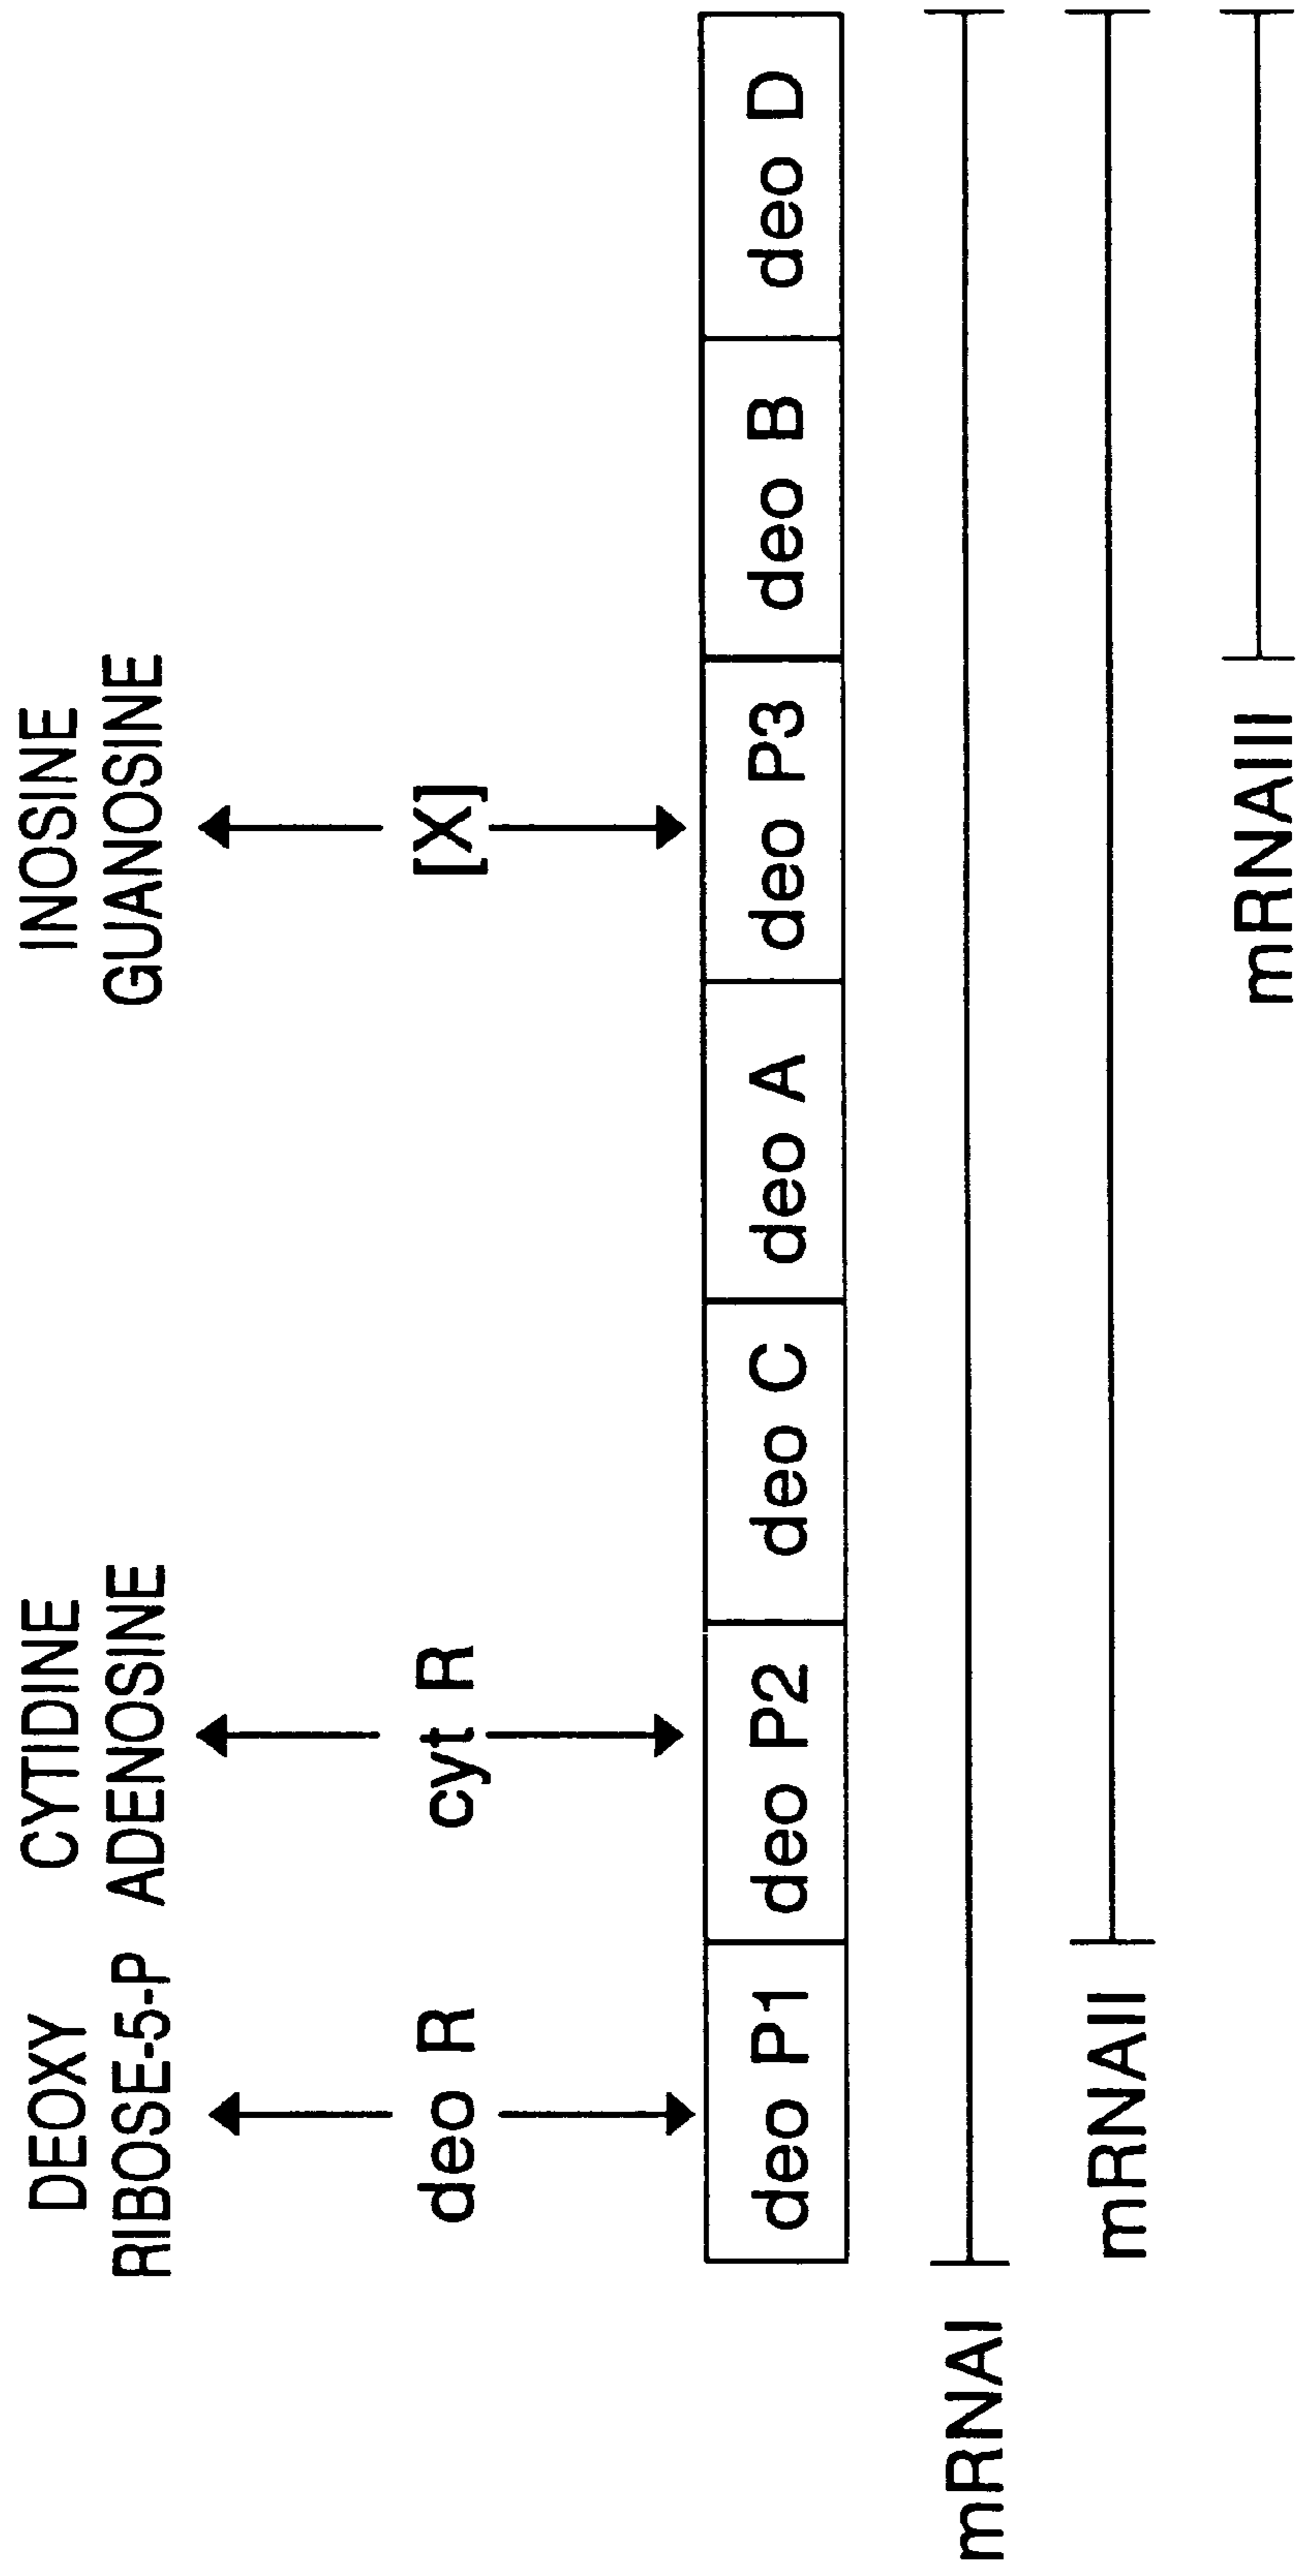 DEOXY
RIBOSE-5-P
CYTIDINE
ADENOSINE
INOSINE
GUANOSINE
deo R
cyt R
[X]
deo P1
deo P2
deo C
deo A
deo P3
deo B
deo D
mRNAI
mRNAII
mRNAIII